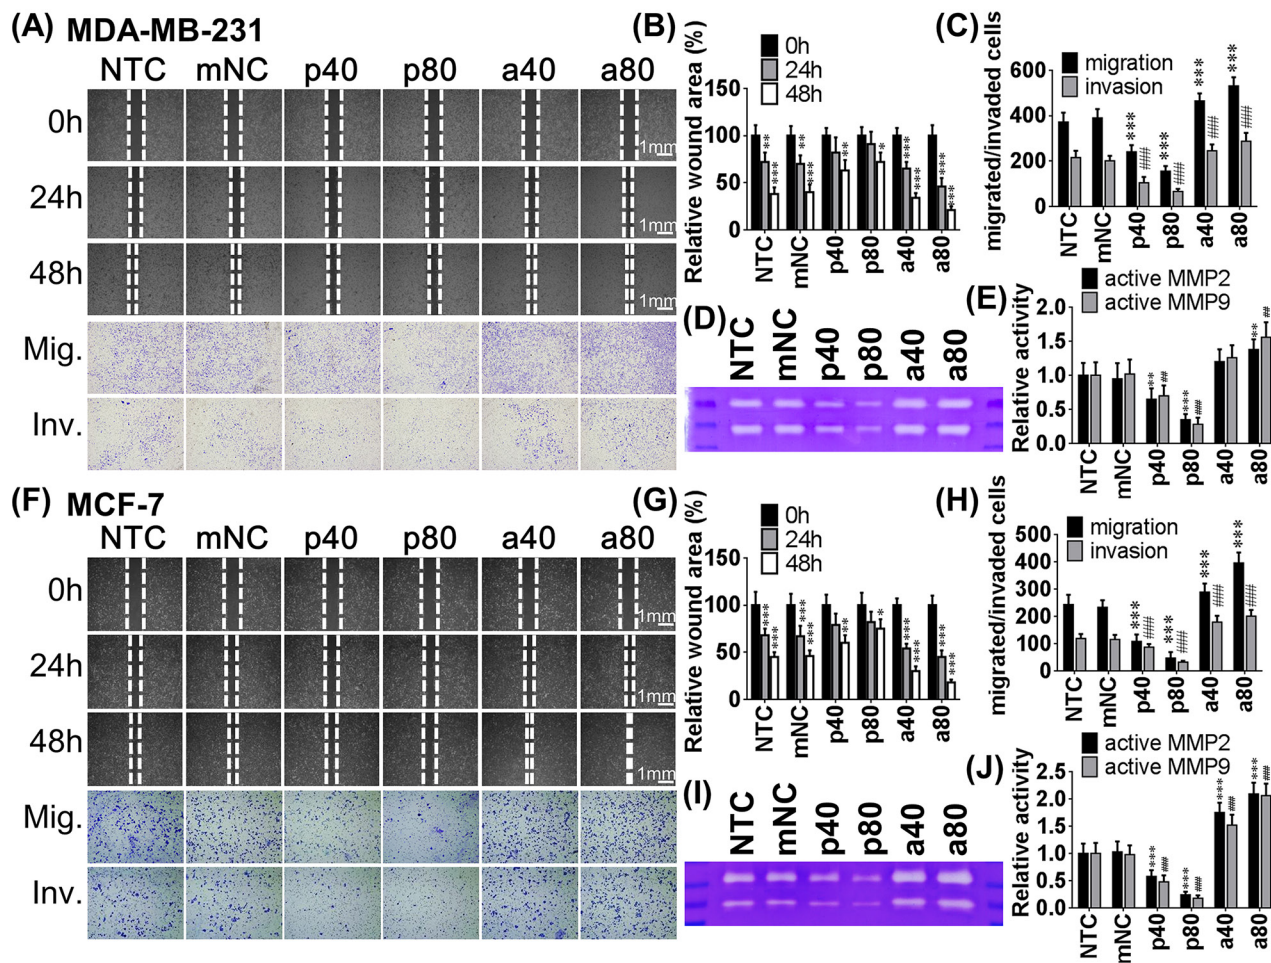 (A) MDA-MB-231
NTC mNC p40 p80 a40 a80
0h
1mm
24h
1mm
48h
1mm
Mig.
Inv.
(B)
Relative wound area (%)
0h
24h
48h
150
100
50
0
** *** ** *** ** * *** *** *** ***
NTC mNC p40 p80 a40 a80
(C)
migrated/invaded cells
migration
invasion
600
400
200
0
*** ### *** ### *** ### *** ###
NTC mNC p40 p80 a40 a80
(D)
NTC mNC p40 p80 a40 a80
(E)
Relative activity
active MMP2
active MMP9
2.0
1.5
1.0
0.5
0.0
** ## *** ### ** ##
NTC mNC p40 p80 a40 a80
(F) MCF-7
NTC mNC p40 p80 a40 a80
0h
1mm
24h
1mm
48h
1mm
Mig.
Inv.
(G)
Relative wound area (%)
0h
24h
48h
150
100
50
0
*** *** *** *** ** * *** *** *** ***
NTC mNC p40 p80 a40 a80
(H)
migrated/invaded cells
migration
invasion
500
400
300
200
100
0
*** ### *** ### *** ### *** ###
NTC mNC p40 p80 a40 a80
(I)
NTC mNC p40 p80 a40 a80
(J)
Relative activity
active MMP2
active MMP9
2.5
2.0
1.5
1.0
0.5
0.0
*** ### *** ### *** ### *** ###
NTC mNC p40 p80 a40 a80